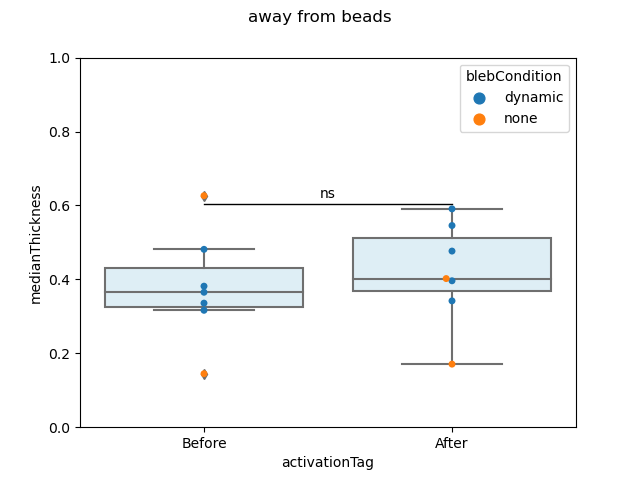 away from beads
1.0
0.8
0.6
0.4
0.2
0.0
medianThickness
blebCondition
dynamic
none
ns
Before
After
activationTag